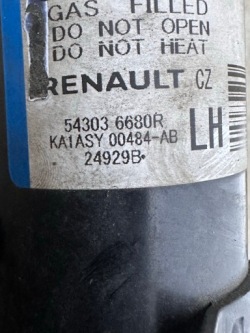 GAS FILLED
DO NOT OPEN
DO NOT HEAT
RENAULT CZ
54303 6680R
KA1ASY 00484-AB LH
24929B